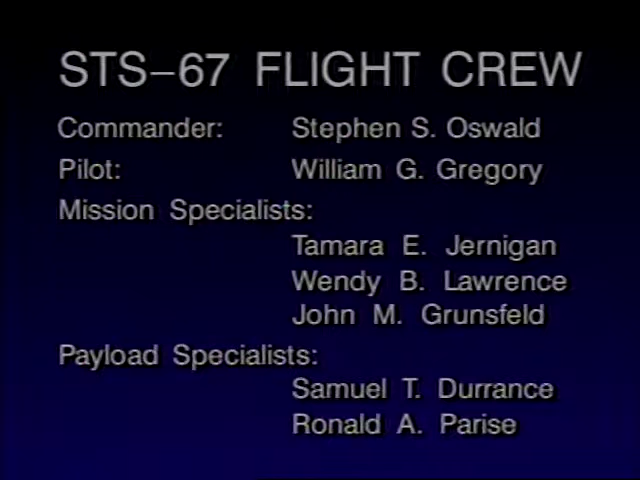 STS–67 FLIGHT CREW
Commander: Stephen S. Oswald
Pilot: William G. Gregory
Mission Specialists:
Tamara E. Jernigan
Wendy B. Lawrence
John M. Grunsfeld
Payload Specialists:
Samuel T. Durrance
Ronald A. Parise